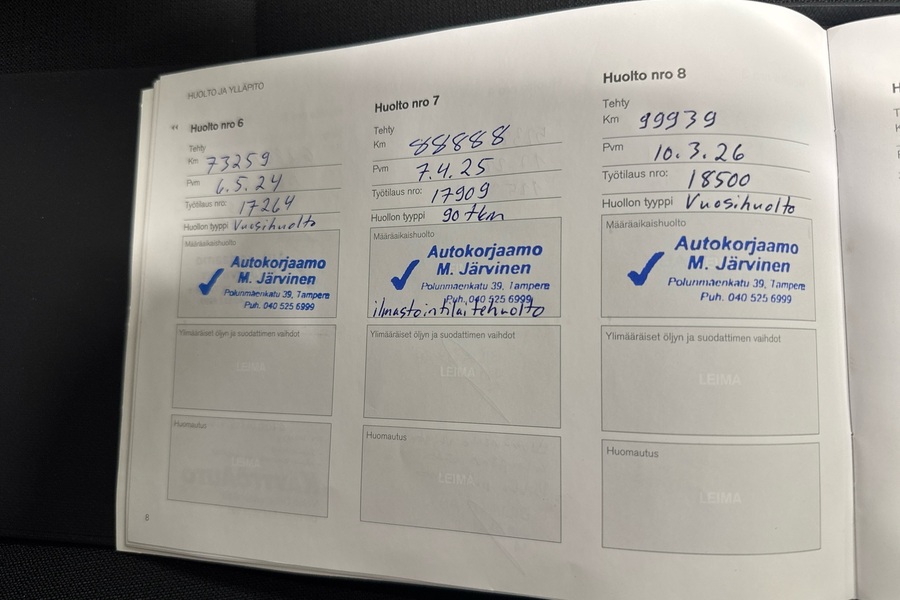 HUOLTO JA YLLÄPITO
Huolto nro 6
Tehty
Km 73259
Pvm 6.5.24
Työtilaus nro: 17264
Huollon tyyppi Vuosihuolto
Määräaikaishuolto
Autokorjaamo
M. Järvinen
Polunmäenkatu 39, Tampere
Puh. 040 525 6999
Ylimääräiset öljyn ja suodattimen vaihdot
LEIMA
Huomautus
LEIMA
8
Huolto nro 7
Tehty
Km 88888
Pvm 7.4.25
Työtilaus nro: 17909
Huollon tyyppi 90 tkm
Määräaikaishuolto
Autokorjaamo
M. Järvinen
Polunmäenkatu 39, Tampere
Puh. 040 525 6999
ilmastointilaitehuolto
Ylimääräiset öljyn ja suodattimen vaihdot
LEIMA
Huomautus
LEIMA
Huolto nro 8
Tehty
Km 99939
Pvm 10.3.26
Työtilaus nro: 18500
Huollon tyyppi Vuosihuolto
Määräaikaishuolto
Autokorjaamo
M. Järvinen
Polunmäenkatu 39, Tampere
Puh. 040 525 6999
Ylimääräiset öljyn ja suodattimen vaihdot
LEIMA
Huomautus
LEIMA